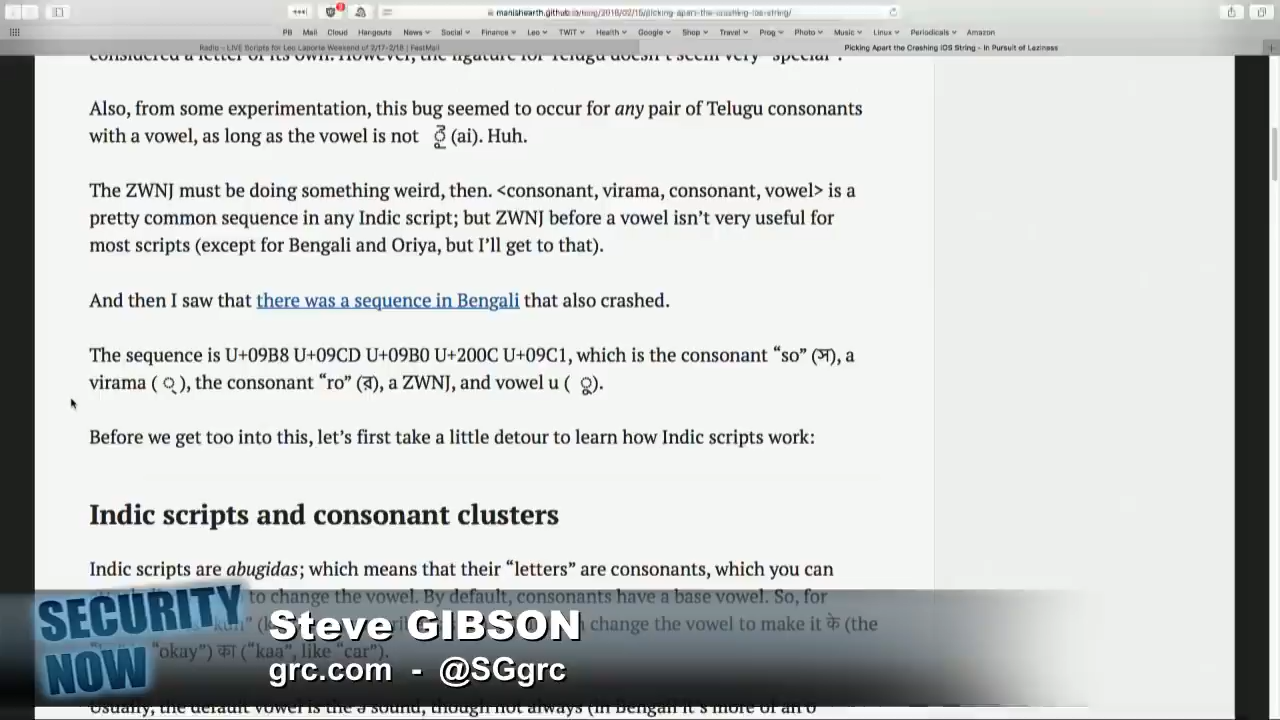 manishearth.github.io/blog/2018/02/15/picking-apart-the-crashing-ios-string/
PB Mail Cloud Hangouts News Social Finance Leo TWiT Health Google Shop Travel Prog Photo Music Linux Periodicals Amazon
Radio – LIVE Scripts for Leo Laporte Weekend of 2/17-2/18 | FastMail Picking Apart the Crashing iOS String – In Pursuit of Laziness
considered a letter of its own. However, the ligature for Telugu doesn't seem very “special”.
Also, from some experimentation, this bug seemed to occur for any pair of Telugu consonants
with a vowel, as long as the vowel is not ై (ai). Huh.
The ZWNJ must be doing something weird, then. <consonant, virama, consonant, vowel> is a
pretty common sequence in any Indic script; but ZWNJ before a vowel isn’t very useful for
most scripts (except for Bengali and Oriya, but I’ll get to that).
And then I saw that there was a sequence in Bengali that also crashed.
The sequence is U+09B8 U+09CD U+09B0 U+200C U+09C1, which is the consonant “so” (স), a
virama ( ্ ), the consonant “ro” (র), a ZWNJ, and vowel u ( ু).
Before we get too into this, let’s first take a little detour to learn how Indic scripts work:
Indic scripts and consonant clusters
Indic scripts are abugidas; which means that their “letters” are consonants, which you can
to change the vowel. By default, consonants have a base vowel. So, for
change the vowel to make it के (the
“okay”) का (“kaa”, like “car”).
Usually, the default vowel is the ə sound, though not always (in Bengali it’s more of an o
SECURITY
NOW
Steve GIBSON
grc.com - @SGgrc